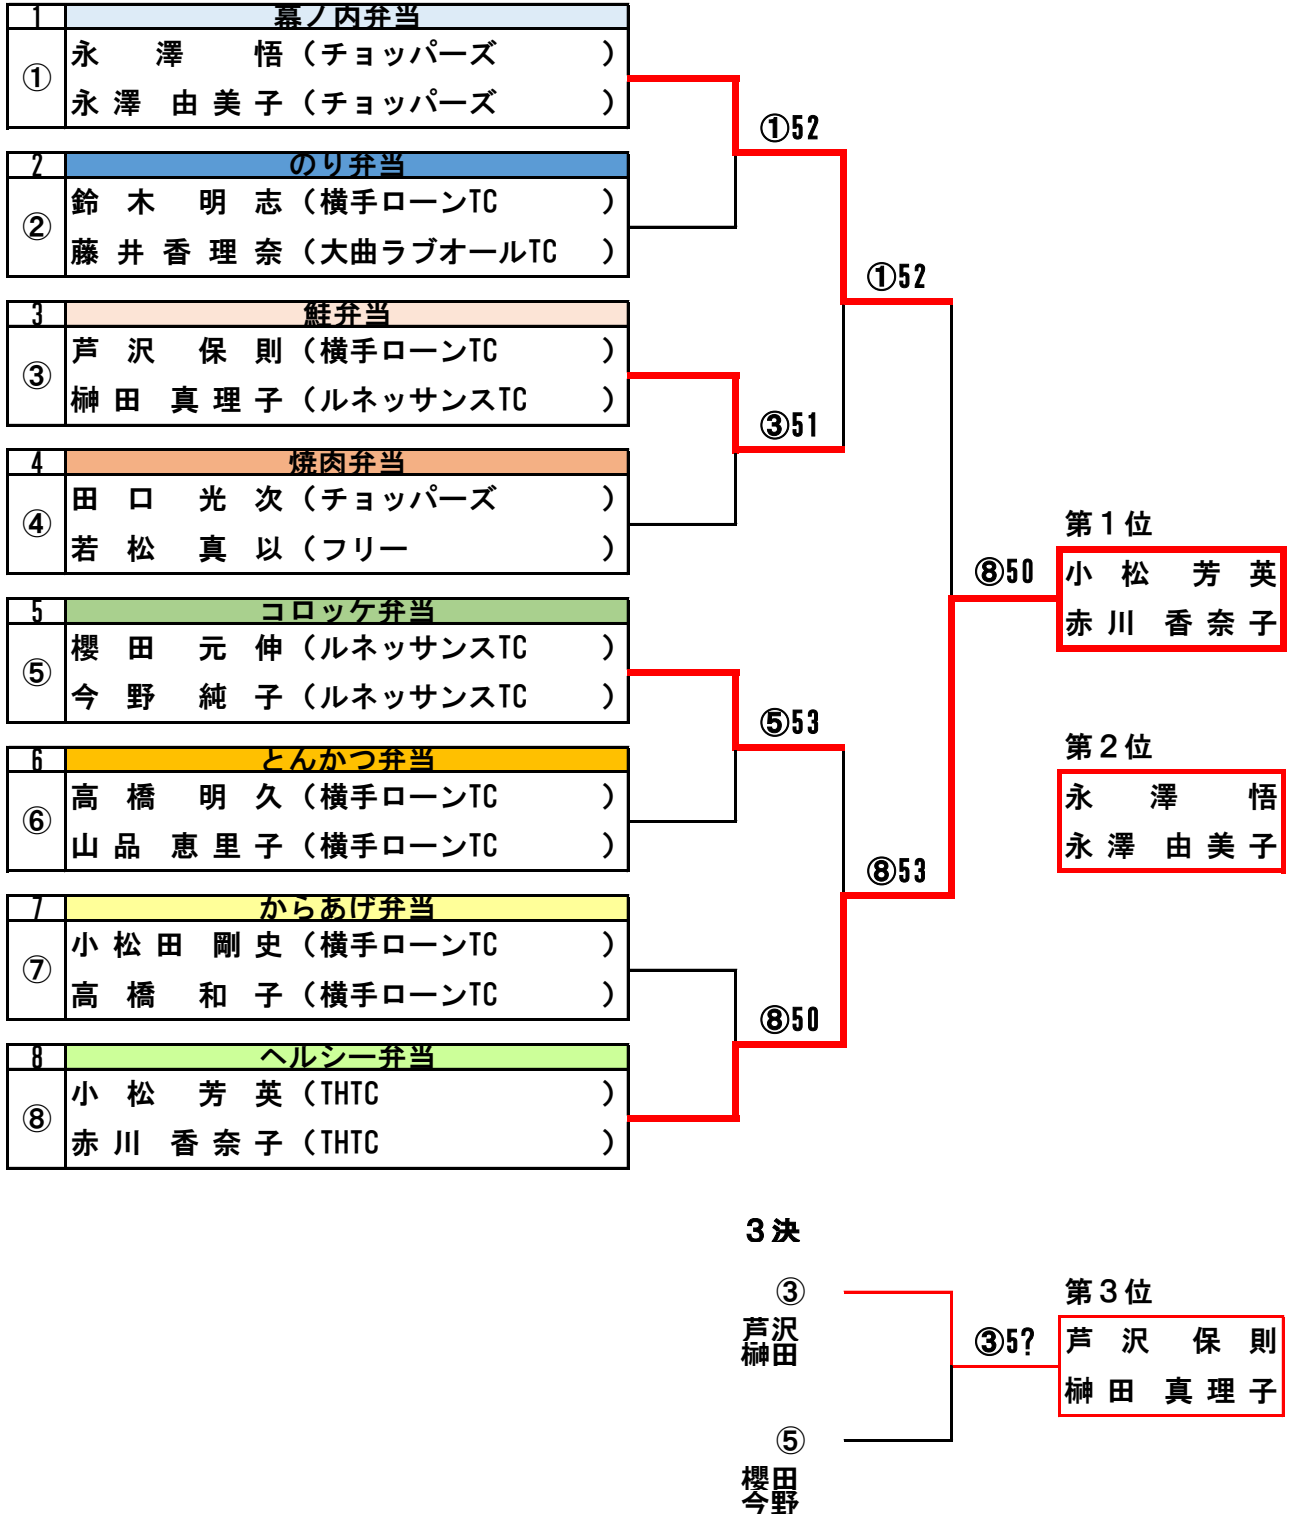 1 幕ノ内弁当
① 永澤悟（チョッパーズ）
永澤由美子（チョッパーズ）
①52
2 のり弁当
② 鈴木明志（横手ローンTC）
藤井香理奈（大曲ラブオールTC）
①52
3 鮭弁当
③ 芦沢保則（横手ローンTC）
榊田真理子（ルネッサンスTC）
③51
4 焼肉弁当
④ 田口光次（チョッパーズ）
若松真以（フリー）
第１位
⑧50
小松芳英
赤川香奈子
5 コロッケ弁当
⑤ 櫻田元伸（ルネッサンスTC）
今野純子（ルネッサンスTC）
⑤53
第２位
永澤悟
永澤由美子
6 とんかつ弁当
⑥ 高橋明久（横手ローンTC）
山品恵里子（横手ローンTC）
⑧53
7 からあげ弁当
⑦ 小松田剛史（横手ローンTC）
高橋和子（横手ローンTC）
⑧50
8 ヘルシー弁当
⑧ 小松芳英（THTC）
赤川香奈子（THTC）
３決
③
芦沢
榊田
③5?
第３位
芦沢保則
榊田真理子
⑤
櫻田
今野